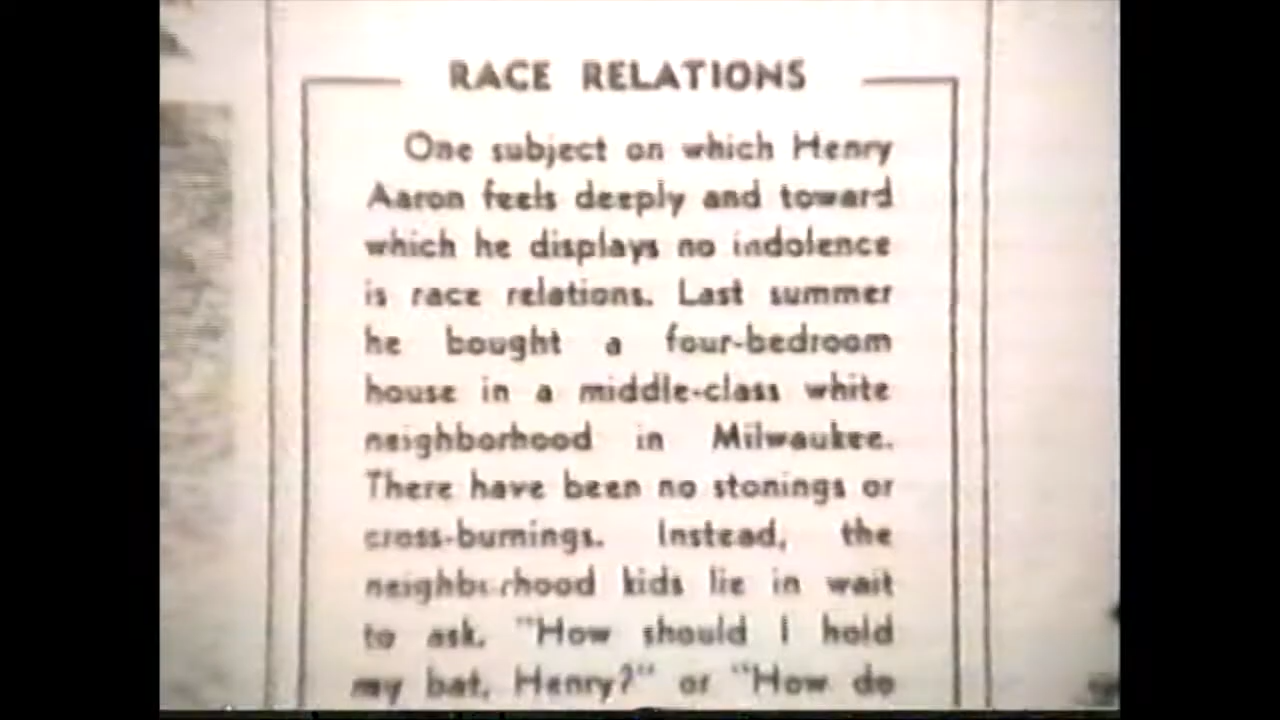 RACE RELATIONS
One subject on which Henry
Aaron feels deeply and toward
which he displays no indolence
is race relations. Last summer
he bought a four-bedroom
house in a middle-class white
neighborhood in Milwaukee.
There have been no stonings or
cross-burnings. Instead, the
neighborhood kids lie in wait
to ask, "How should I hold
my bat, Henry?" or "How do